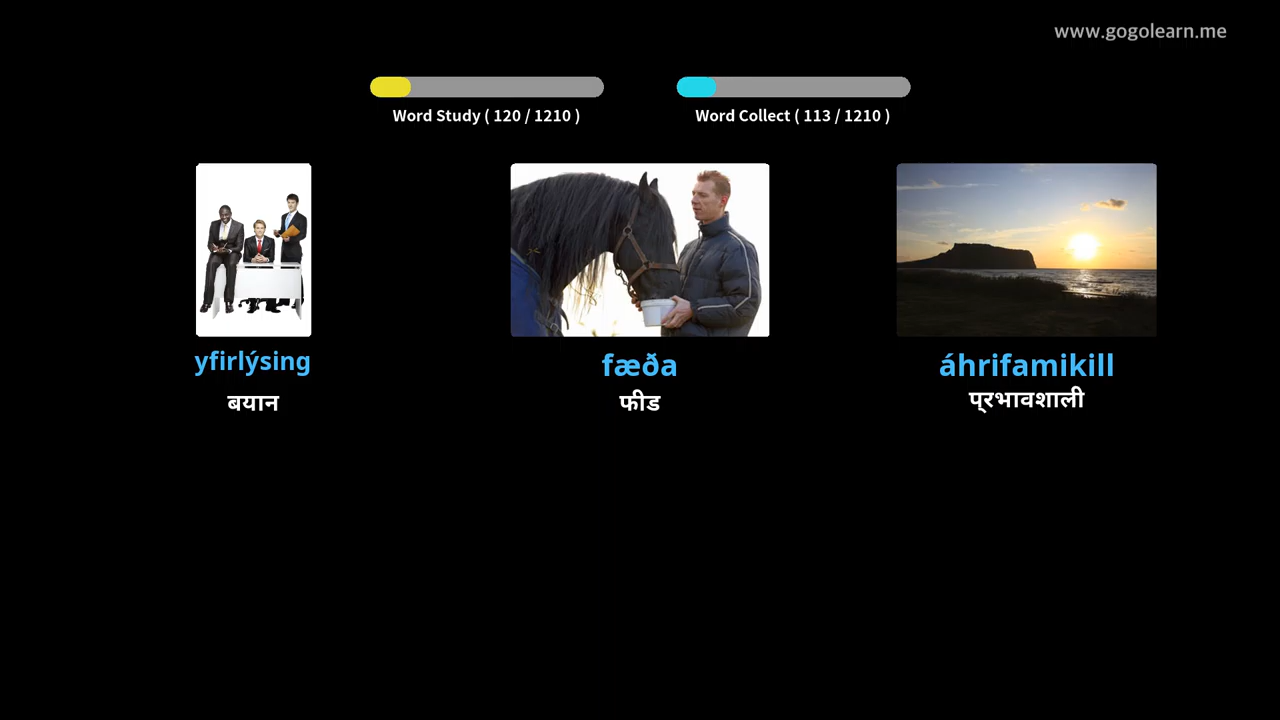 www.gogolearn.me
Word Study ( 120 / 1210 )
Word Collect ( 113 / 1210 )
yfirlýsing
बयान
fæða
फीड
áhrifamikill
प्रभावशाली